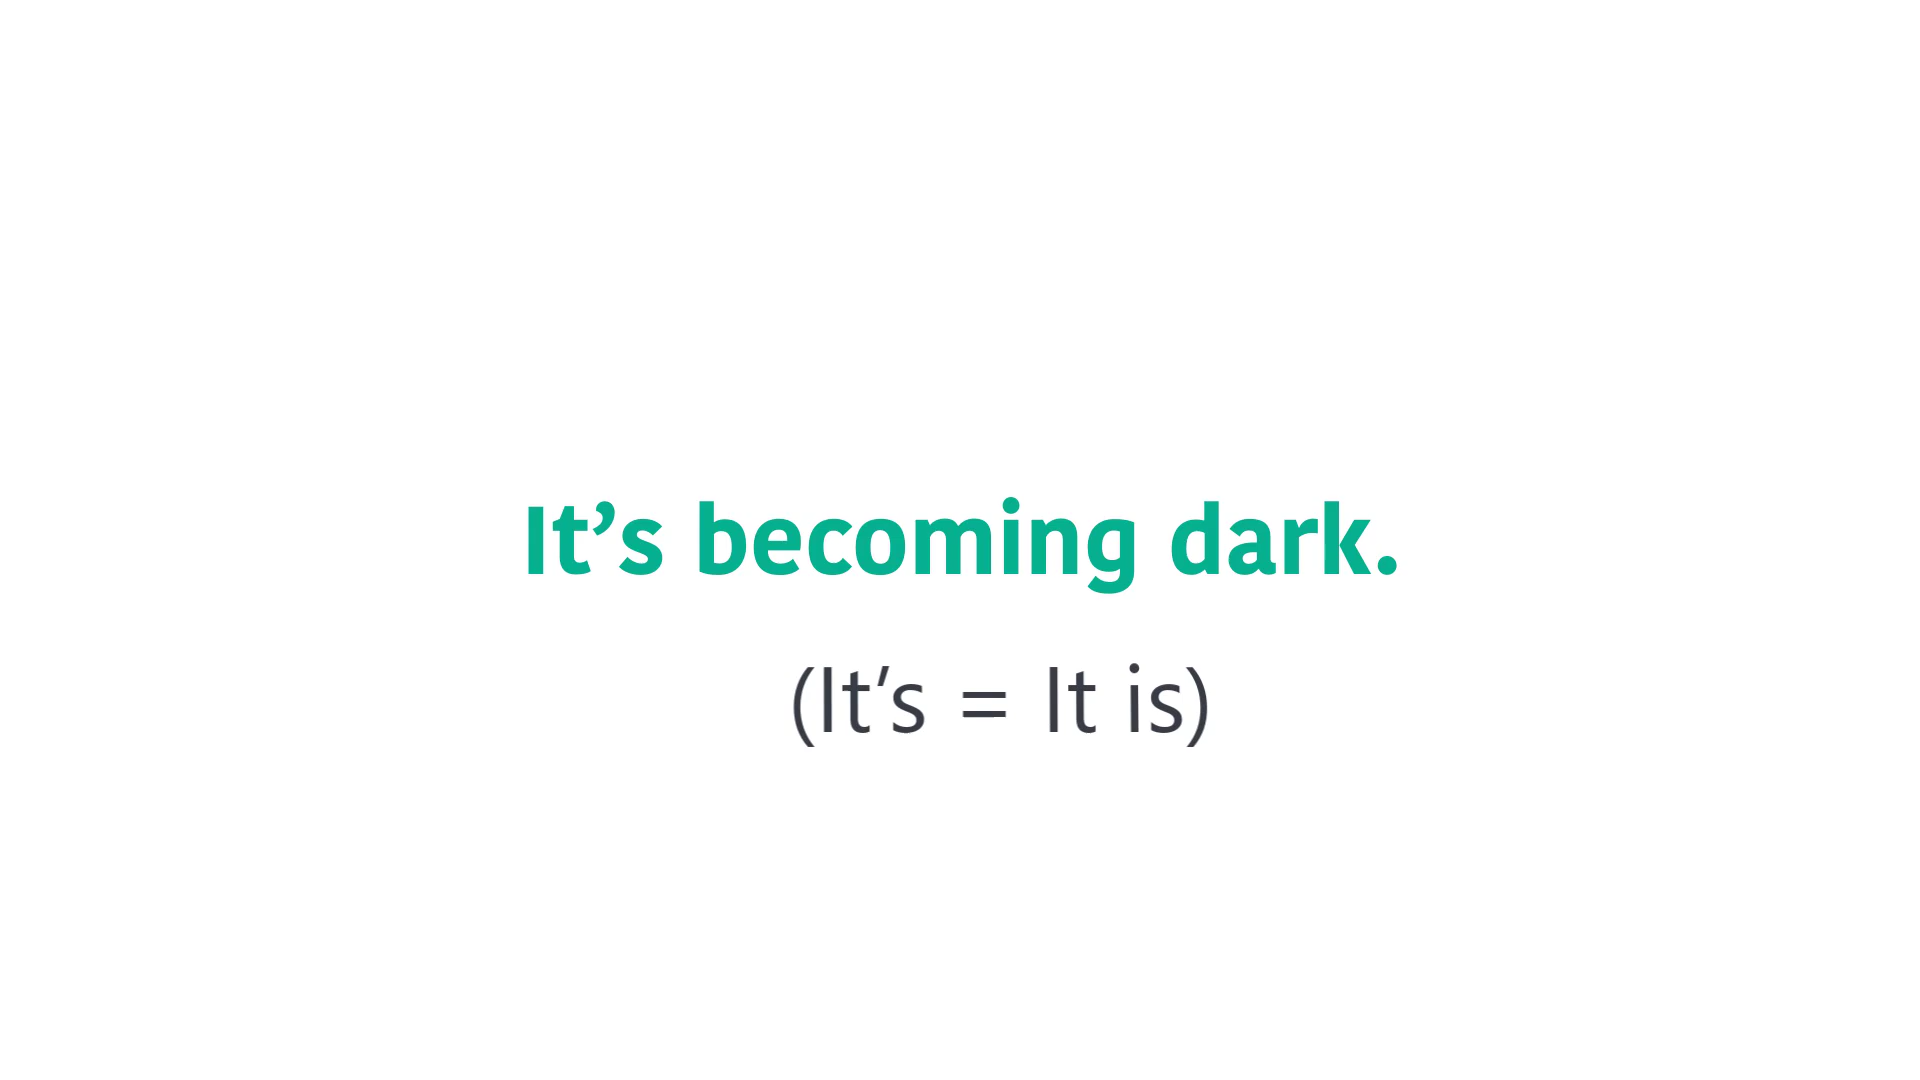 It’s becoming dark.
(It’s = It is)